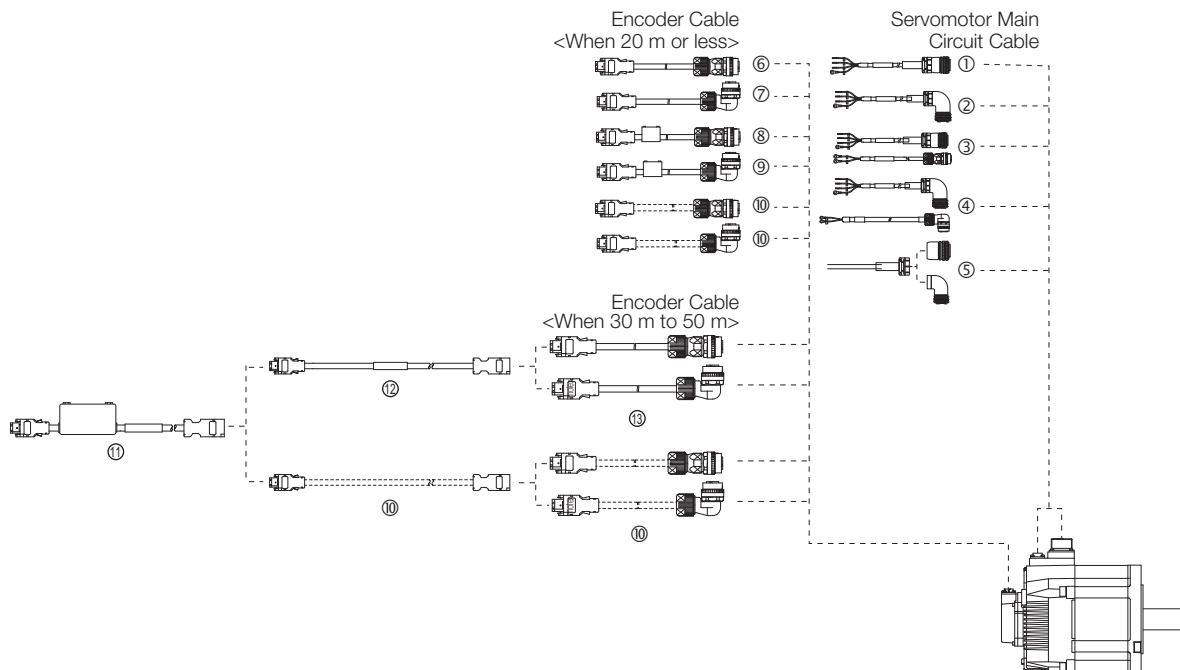 Encoder Cable
<When 20 m or less>
⑥
⑦
⑧
⑨
⑩
⑩
Servomotor Main
Circuit Cable
①
②
③
④
⑤
Encoder Cable
<When 30 m to 50 m>
⑫
⑬
⑪
⑩
⑩